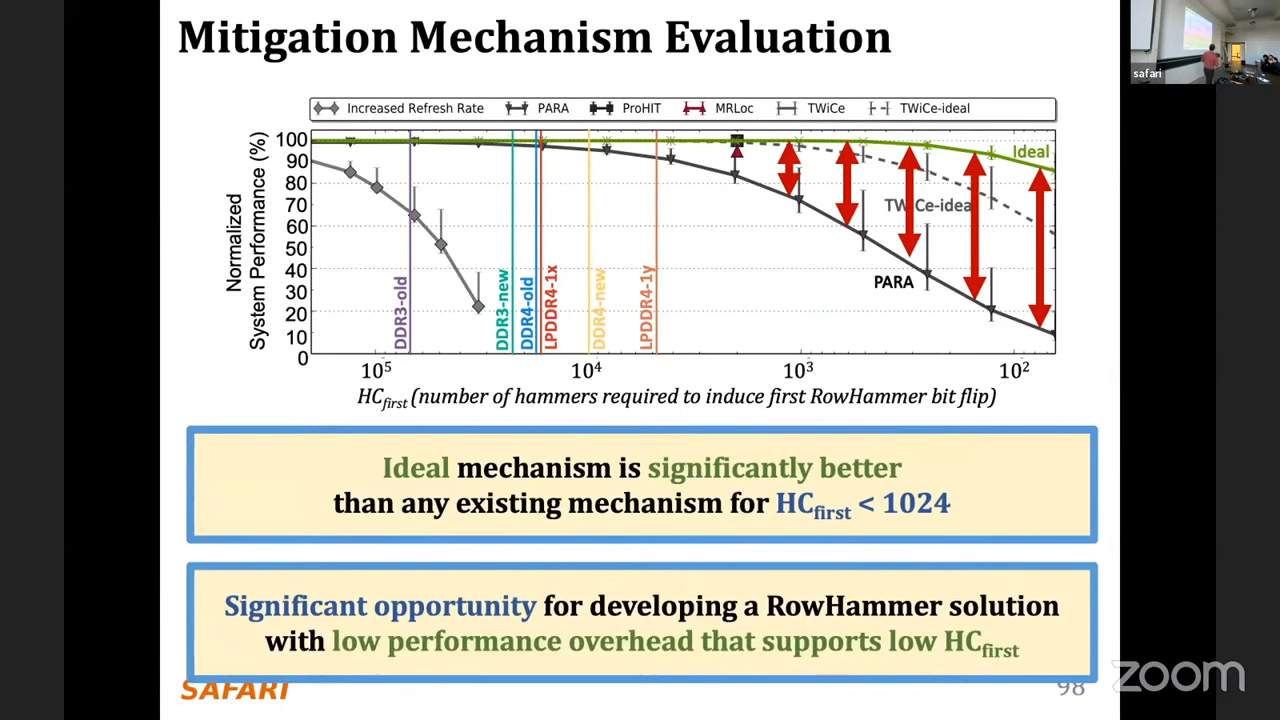 Mitigation Mechanism Evaluation
safari
Increased Refresh Rate PARA ProHIT MRLoc TWiCe TWiCe-ideal
Normalized
System Performance (%)
100
90
80
70
60
50
40
30
20
10
0
Ideal
TWiCe-ideal
PARA
DDR3-old
DDR3-new
DDR4-old
LPDDR4-1x
DDR4-new
LPDDR4-1y
10⁵ 10⁴ 10³ 10²
HCfirst (number of hammers required to induce first RowHammer bit flip)
Ideal mechanism is significantly better
than any existing mechanism for HCfirst < 1024
Significant opportunity for developing a RowHammer solution
with low performance overhead that supports low HCfirst
SAFARI
98
zoom